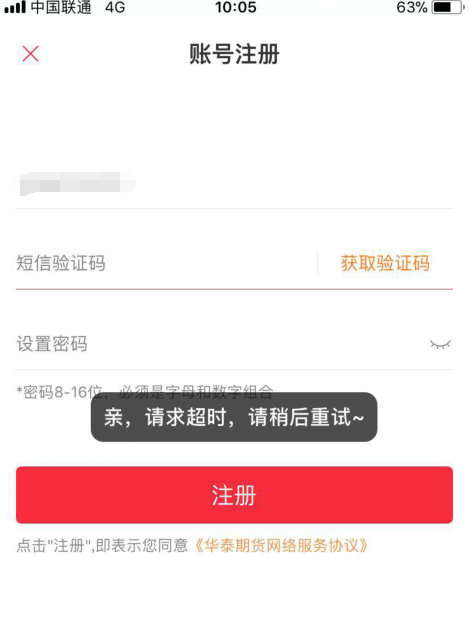 中国联通 4G 10:05 63%
账号注册
短信验证码 获取验证码
设置密码
*密码8-16位，必须是字母和数字组合
亲，请求超时，请稍后重试~
注册
点击"注册",即表示您同意《华泰期货网络服务协议》